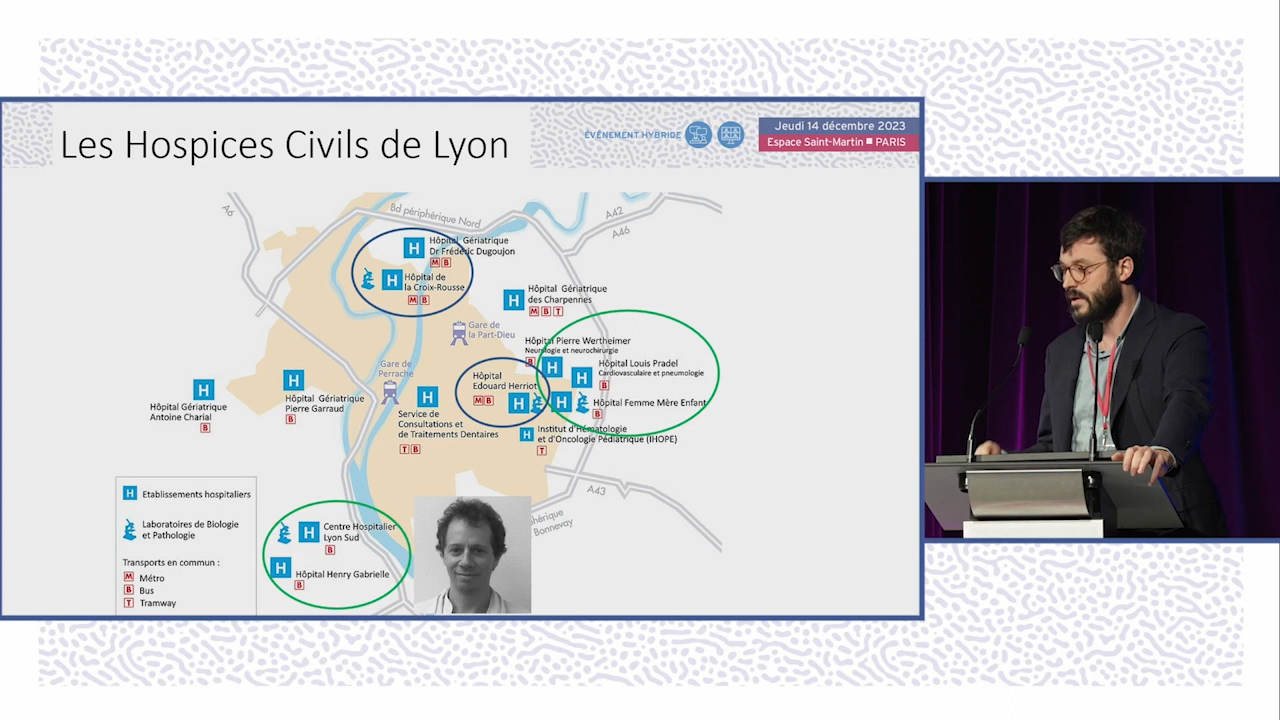 Les Hospices Civils de Lyon
ÉVÉNEMENT HYBRIDE
Jeudi 14 décembre 2023
Espace Saint-Martin ■ PARIS
A6
Bd périphérique Nord
A42
A46
Hôpital Gériatrique
Dr Frédéric Dugoujon
M B
Hôpital de
la Croix-Rousse
M B
Hôpital Gériatrique
des Charpennes
M B T
Gare de
la Part-Dieu
Hôpital Pierre Wertheimer
Neurologie et neurochirurgie
B
H
Hôpital Louis Pradel
Cardiovasculaire et pneumologie
B
Gare de
Perrache
Hôpital
Edouard Herriot
M B
Hôpital Femme Mère Enfant
B
Hôpital Gériatrique
Antoine Charial
B
Hôpital Gériatrique
Pierre Garraud
B
Service de
Consultations et
de Traitements Dentaires
T B
Institut d'Hématologie
et d'Oncologie Pédiatrique (IHOPE)
T
A43
Bonnevay
H Etablissements hospitaliers
Laboratoires de Biologie
et Pathologie
Transports en commun :
M Métro
B Bus
T Tramway
Centre Hospitalier
Lyon Sud
B
Hôpital Henry Gabrielle
B